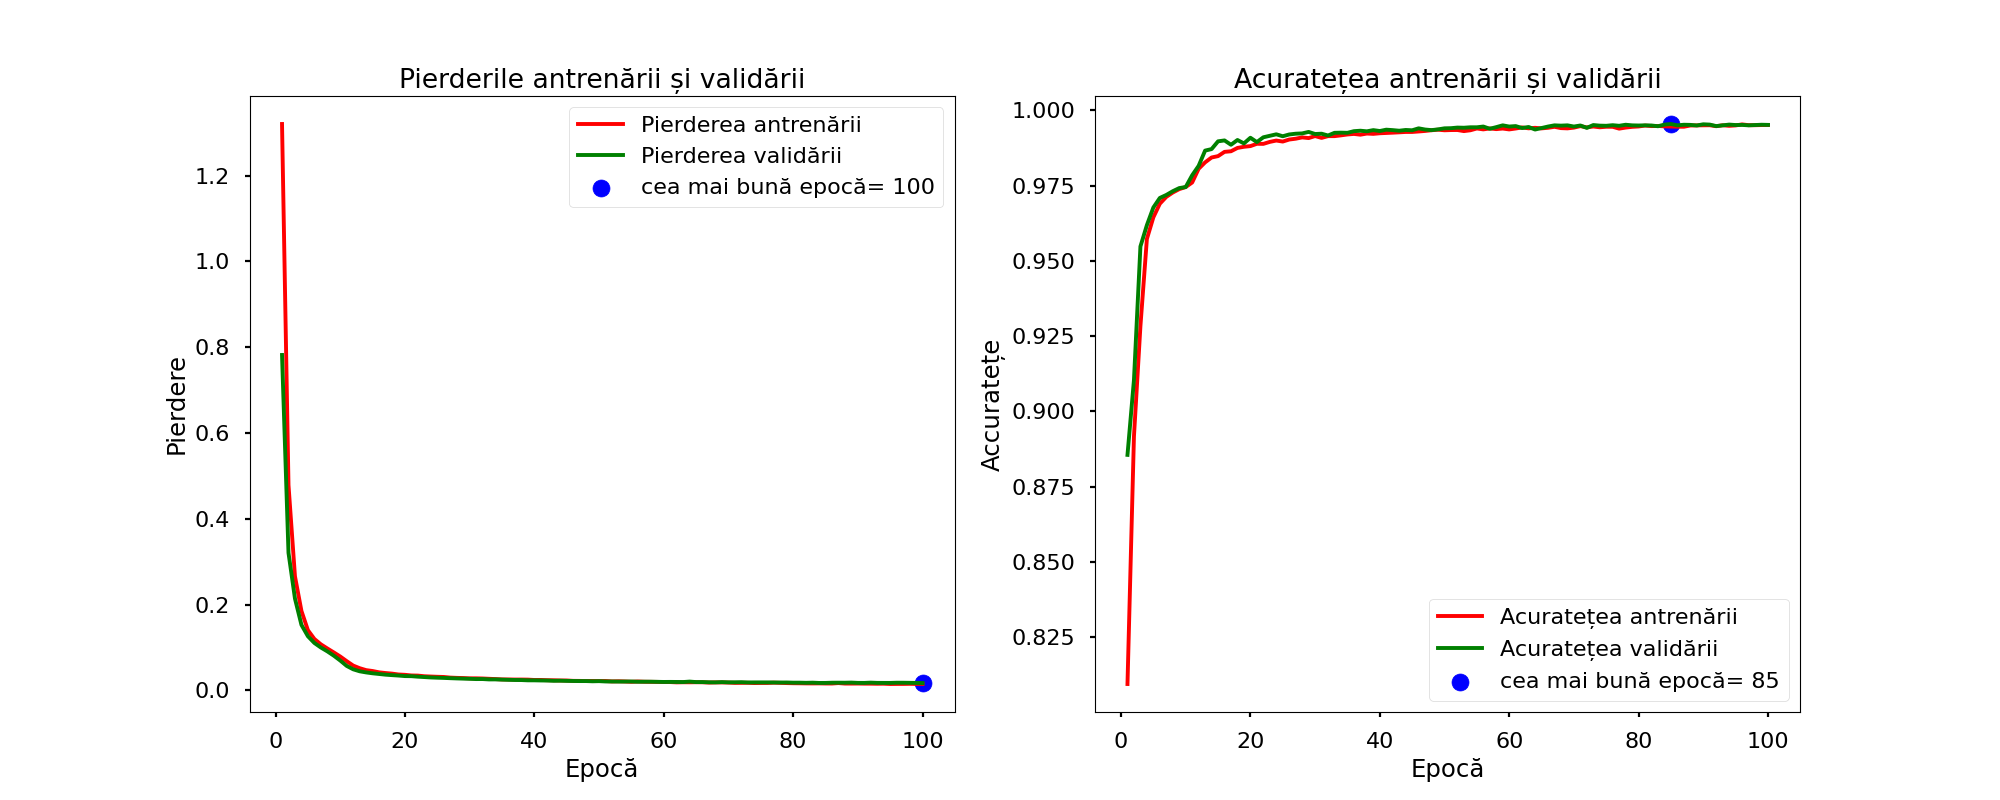 Pierderile antrenării și validării
Pierderea antrenării
Pierderea validării
cea mai bună epocă= 100
1.2
1.0
0.8
0.6
0.4
0.2
0.0
Pierdere
0 20 40 60 80 100
Epocă
Acuratețea antrenării și validării
1.000
0.975
0.950
0.925
0.900
0.875
0.850
0.825
Accuratețe
Acuratețea antrenării
Acuratețea validării
cea mai bună epocă= 85
0 20 40 60 80 100
Epocă